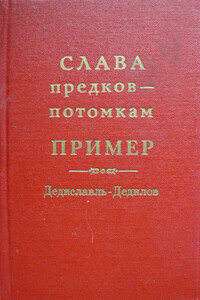 СЛАВА
предков—
потомкам
ПРИМЕР
Дедиславль-Дедилов